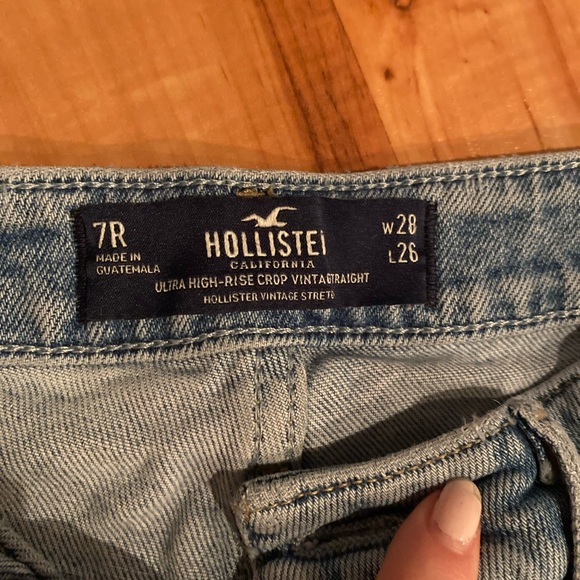 7R
MADE IN
GUATEMALA
HOLLISTEI
CALIFORNIA
ULTRA HIGH-RISE CROP VINTAGTRAIGHT
HOLLISTER VINTAGE STRETC
W28
L26